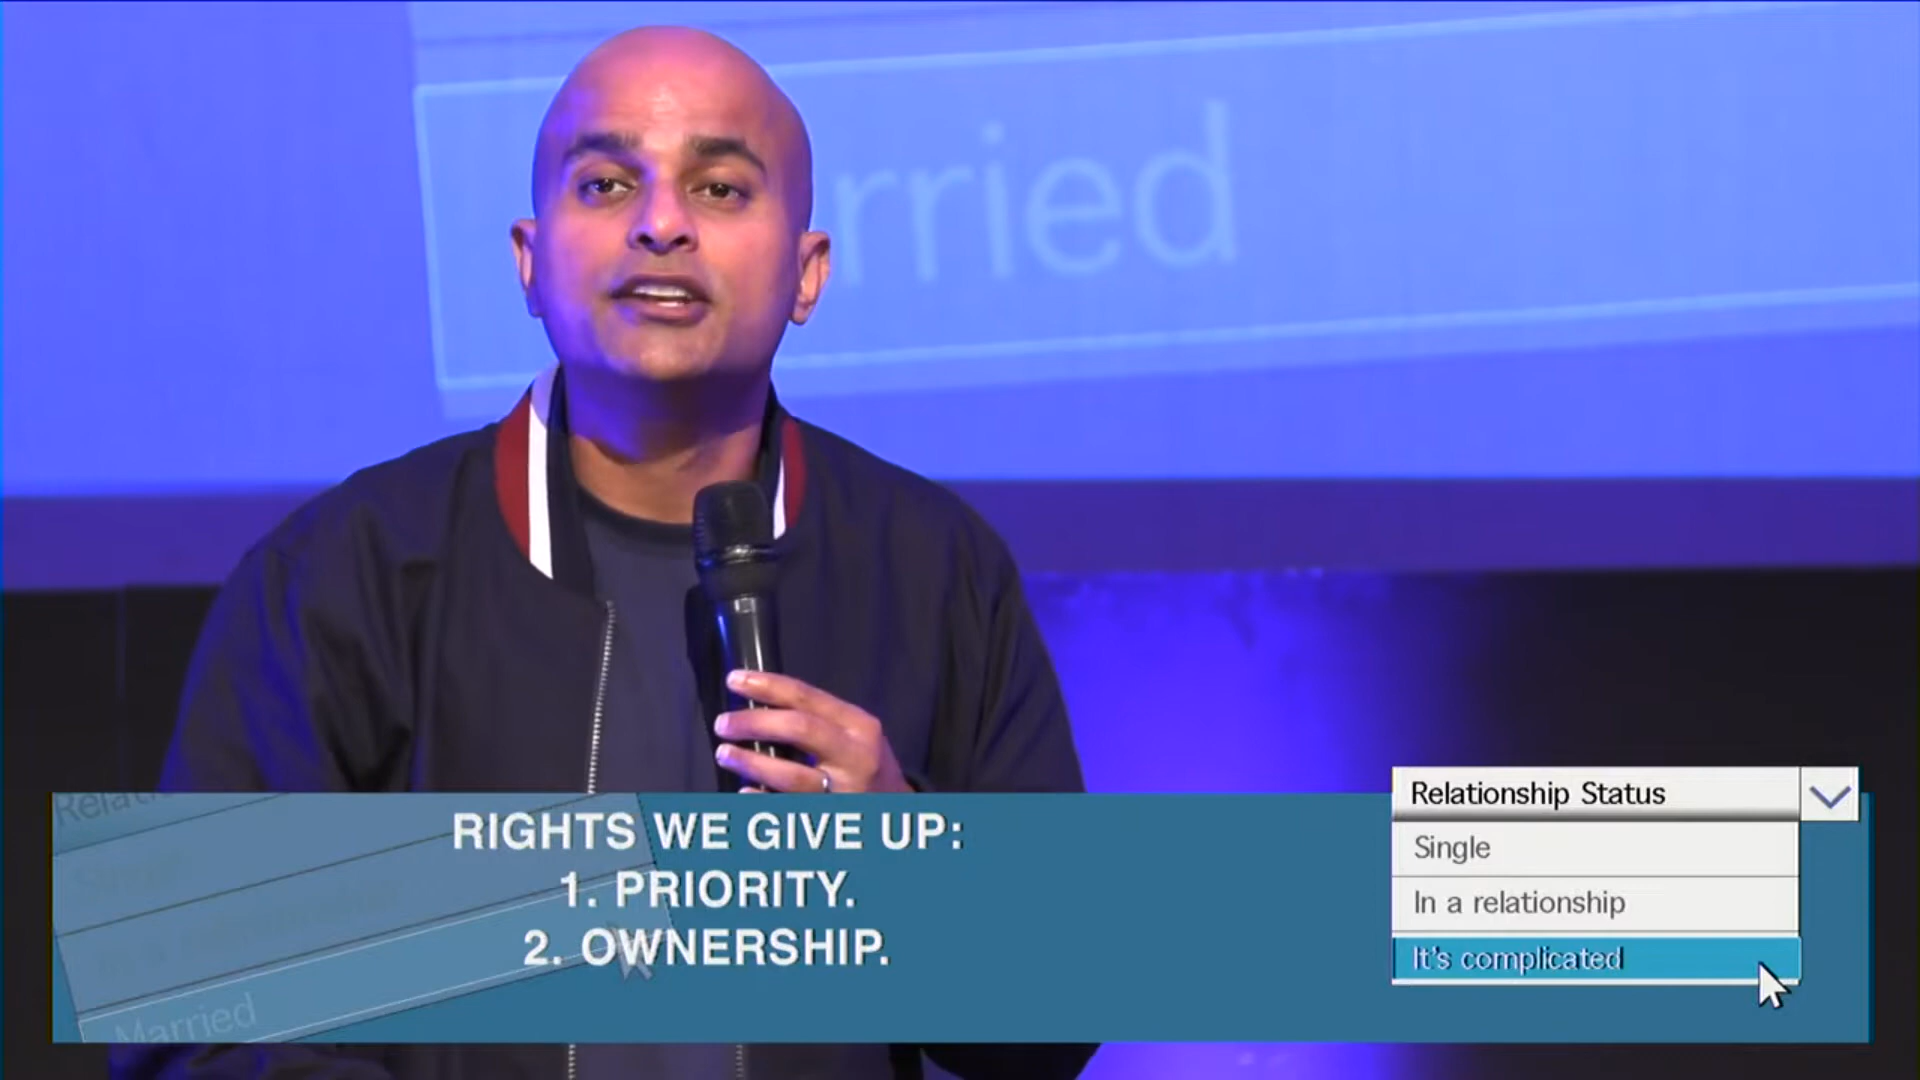 rried
RIGHTS WE GIVE UP:
1. PRIORITY.
2. OWNERSHIP.
Relationship Status
Single
In a relationship
It's complicated
Married